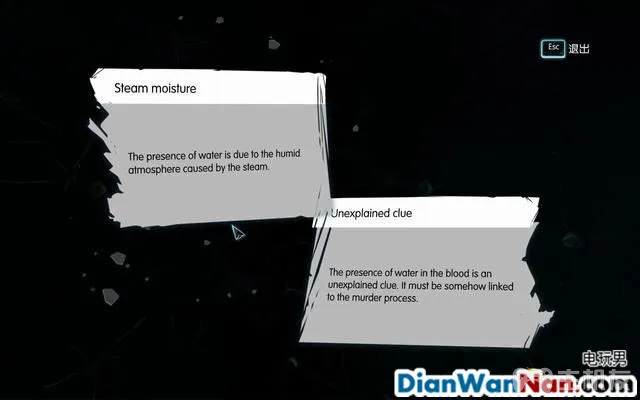 Esc 退出
Steam moisture
The presence of water is due to the humid
atmosphere caused by the steam.
Unexplained clue
The presence of water in the blood is an
unexplained clue. It must be somehow linked
to the murder process.
电玩男
DianWanNan.com